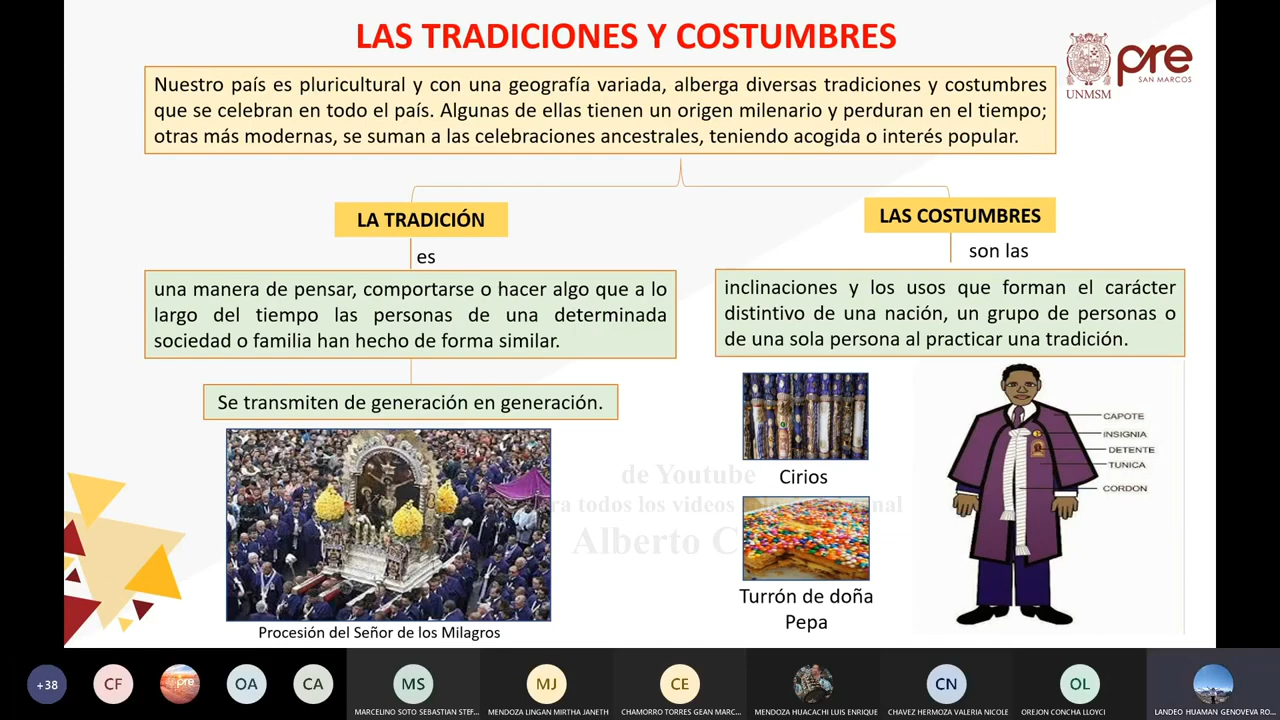 LAS TRADICIONES Y COSTUMBRES
UNMSM
pre
SAN MARCOS
Nuestro país es pluricultural y con una geografía variada, alberga diversas tradiciones y costumbres
que se celebran en todo el país. Algunas de ellas tienen un origen milenario y perduran en el tiempo;
otras más modernas, se suman a las celebraciones ancestrales, teniendo acogida o interés popular.
LA TRADICIÓN
es
una manera de pensar, comportarse o hacer algo que a lo
largo del tiempo las personas de una determinada
sociedad o familia han hecho de forma similar.
Se transmiten de generación en generación.
Procesión del Señor de los Milagros
LAS COSTUMBRES
son las
inclinaciones y los usos que forman el carácter
distintivo de una nación, un grupo de personas o
de una sola persona al practicar una tradición.
Cirios
Turrón de doña
Pepa
CAPOTE
INSIGNIA
DETENTE
TUNICA
CORDON
de Youtube
todos los videos
Alberto
+38
CF
pre
OA
CA
MS
MJ
CE
CN
OL
MARCELINO SOTO SEBASTIAN STEF...
MENDOZA LINGAN MIRTHA JANETH
CHAMORRO TORRES GEAN MARC...
MENDOZA HUACACHI LUIS ENRIQUE
CHAVEZ HERMOZA VALERIA NICOLE
OREJON CONCHA LLOYCI
LANDEO HUAMAN GENOVEVA RO...